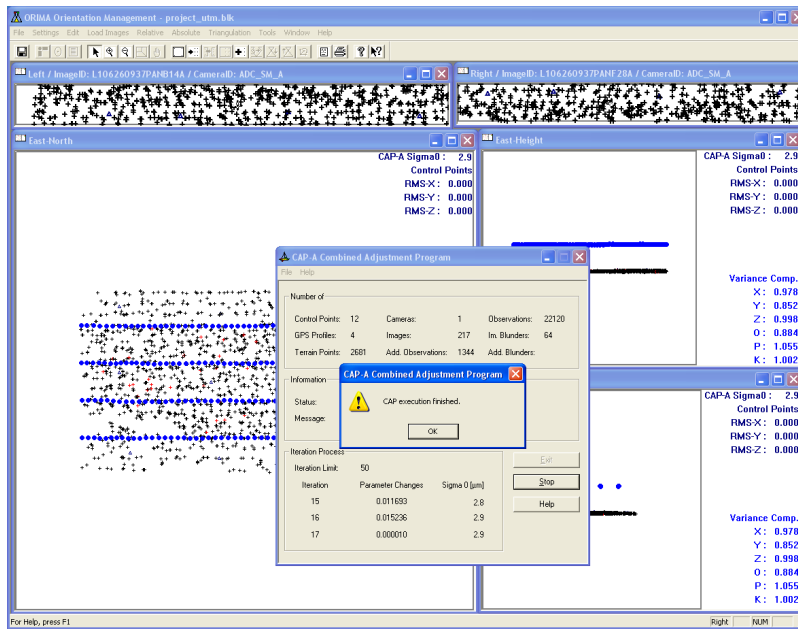 ORIMA Orientation Management - project_utm.blk
File Settings Edit Load Images Relative Absolute Triangulation Tools Window Help
Left / ImageID: L106260937PANB14A / CameraID: ADC_SM_A
Right / ImageID: L106260937PANF28A / CameraID: ADC_SM_A
East-North
CAP-A Sigma0 : 2.9
Control Points
RMS-X : 0.000
RMS-Y : 0.000
RMS-Z : 0.000
East-Height
CAP-A Sigma0 : 2.9
Control Points
RMS-X : 0.000
RMS-Y : 0.000
RMS-Z : 0.000
Variance Comp.
X : 0.978
Y : 0.852
Z : 0.998
O : 0.884
P : 1.055
K : 1.002
CAP-A Combined Adjustment Program
File Help
Number of
Control Points: 12 Cameras: 1 Observations: 22120
GPS Profiles: 4 Images: 217 Im. Blunders: 64
Terrain Points: 2681 Add. Observations: 1344 Add. Blunders:
Information
Status:
Message:
CAP-A Combined Adjustment Program
CAP execution finished.
OK
Iteration Process
Iteration Limit: 50
Iteration Parameter Changes Sigma 0 [µm]
15 0.011693 2.8
16 0.015236 2.9
17 0.000010 2.9
Exit
Stop
Help
CAP-A Sigma0 : 2.9
Control Points
RMS-X : 0.000
RMS-Y : 0.000
RMS-Z : 0.000
Variance Comp.
X : 0.978
Y : 0.852
Z : 0.998
O : 0.884
P : 1.055
K : 1.002
For Help, press F1
Right NUM